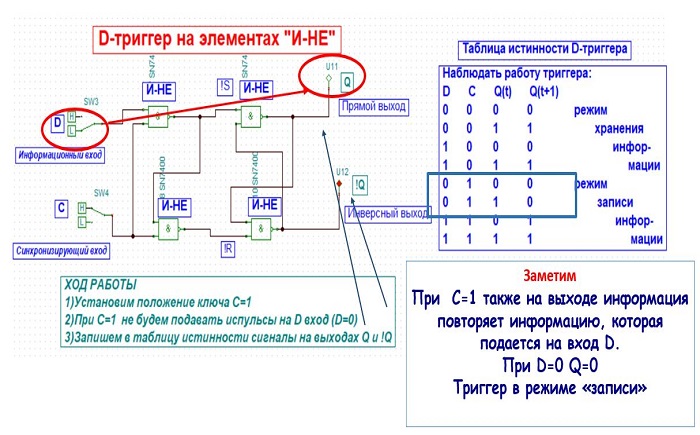 D-триггер на элементах "И-НЕ"
SN74
SN74
U11
!S
И-НЕ
И-НЕ
Q
SW3
H
L
D
&
&
Прямой выход
Информационный вход
U12
!Q
SW4
H
L
C
И-НЕ
И-НЕ
&
&
Инверсный выход
Синхронизирующий вход
!R
Таблица истинности D-триггера
Наблюдать работу триггера:
D C Q(t) Q(t+1)
0 0 0 0 режим
0 0 1 1 хранения
1 0 0 0 инфор-
1 0 1 1 мации
0 1 0 0 режим
0 1 1 0 записи
1 1 0 1 инфор-
1 1 1 1 мации
ХОД РАБОТЫ
1)Установим положение ключа С=1
2)При С=1 не будем подавать испульсы на D вход (D=0)
3)Запишем в таблицу истинности сигналы на выходах Q и !Q
Заметим
При С=1 также на выходе информация
повторяет информацию, которая
подается на вход D.
При D=0 Q=0
Триггер в режиме «записи»